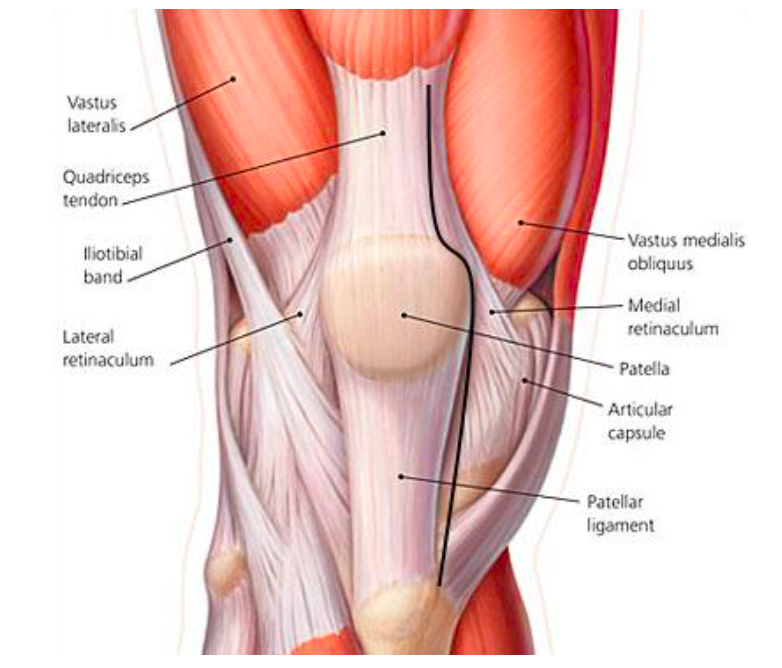 Vastus
lateralis
Quadriceps
tendon
Iliotibial
band
Lateral
retinaculum
Vastus medialis
obliquus
Medial
retinaculum
Patella
Articular
capsule
Patellar
ligament